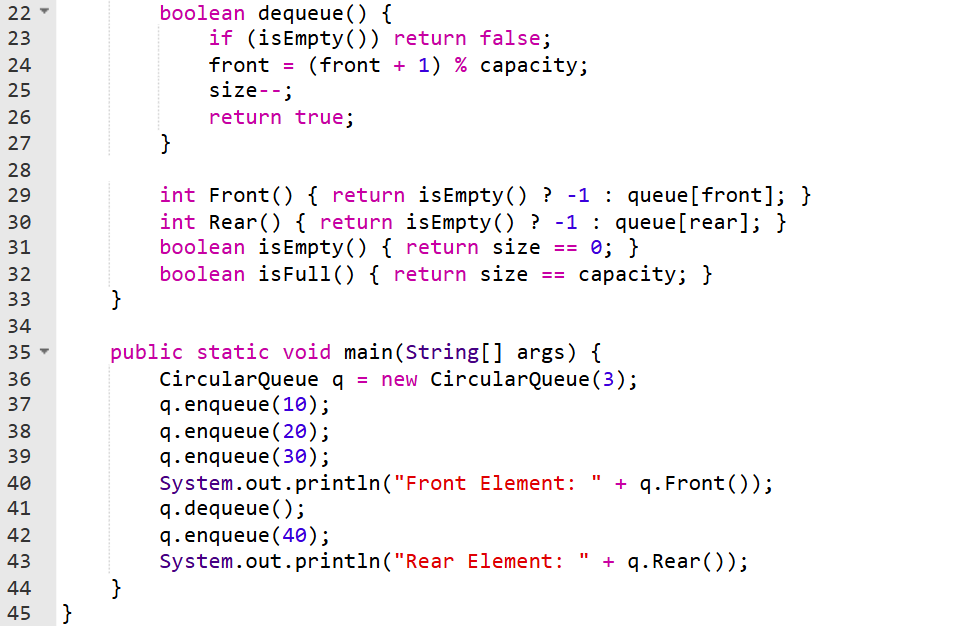 22 boolean dequeue() {
23 if (isEmpty()) return false;
24 front = (front + 1) % capacity;
25 size--;
26 return true;
27 }
28
29 int Front() { return isEmpty() ? -1 : queue[front]; }
30 int Rear() { return isEmpty() ? -1 : queue[rear]; }
31 boolean isEmpty() { return size == 0; }
32 boolean isFull() { return size == capacity; }
33 }
34
35 public static void main(String[] args) {
36 CircularQueue q = new CircularQueue(3);
37 q.enqueue(10);
38 q.enqueue(20);
39 q.enqueue(30);
40 System.out.println("Front Element: " + q.Front());
41 q.dequeue();
42 q.enqueue(40);
43 System.out.println("Rear Element: " + q.Rear());
44 }
45 }